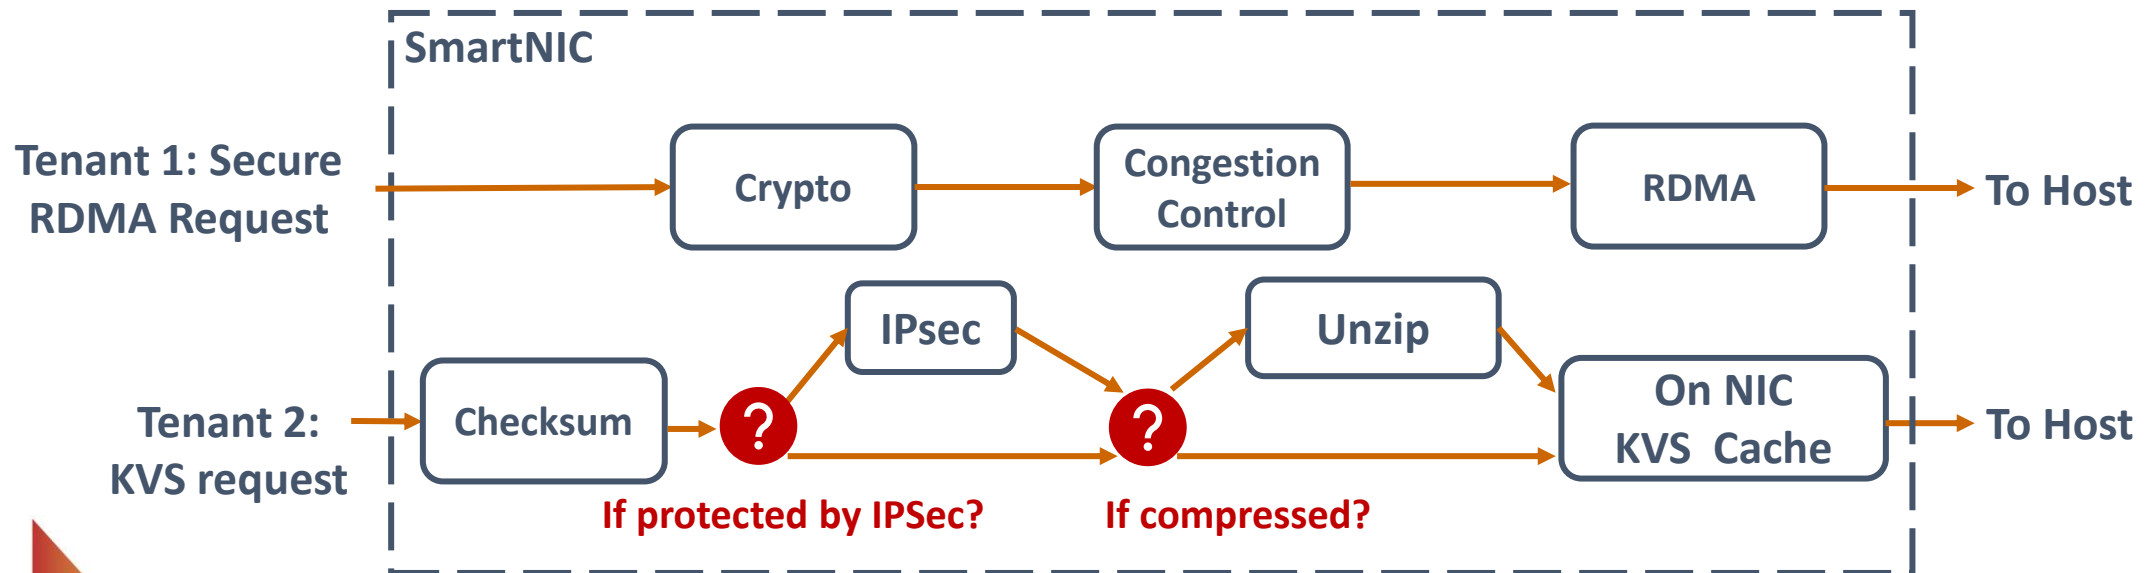 SmartNIC
Tenant 1: Secure
RDMA Request
Crypto
Congestion
Control
RDMA
To Host
IPsec
Unzip
Tenant 2:
KVS request
Checksum
?
?
On NIC
KVS Cache
To Host
If protected by IPSec?
If compressed?